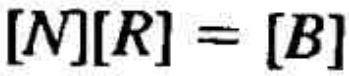 [N][R] = [B]